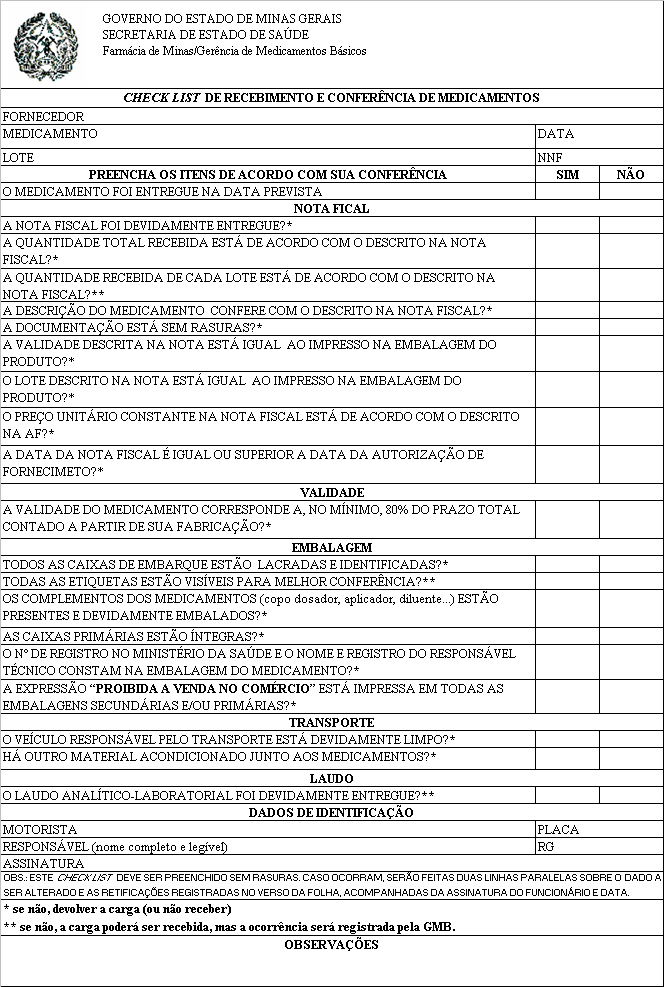 GOVERNO DO ESTADO DE MINAS GERAIS
SECRETARIA DE ESTADO DE SAÚDE
Farmácia de Minas/Gerência de Medicamentos Básicos
CHECK LIST DE RECEBIMENTO E CONFERÊNCIA DE MEDICAMENTOS
FORNECEDOR
MEDICAMENTO DATA
LOTE NNF
PREENCHA OS ITENS DE ACORDO COM SUA CONFERÊNCIA SIM NÃO
O MEDICAMENTO FOI ENTREGUE NA DATA PREVISTA
NOTA FICAL
A NOTA FISCAL FOI DEVIDAMENTE ENTREGUE?*
A QUANTIDADE TOTAL RECEBIDA ESTÁ DE ACORDO COM O DESCRITO NA NOTA
FISCAL?*
A QUANTIDADE RECEBIDA DE CADA LOTE ESTÁ DE ACORDO COM O DESCRITO NA
NOTA FISCAL?**
A DESCRIÇÃO DO MEDICAMENTO CONFERE COM O DESCRITO NA NOTA FISCAL?*
A DOCUMENTAÇÃO ESTÁ SEM RASURAS?*
A VALIDADE DESCRITA NA NOTA ESTÁ IGUAL AO IMPRESSO NA EMBALAGEM DO
PRODUTO?*
O LOTE DESCRITO NA NOTA ESTÁ IGUAL AO IMPRESSO NA EMBALAGEM DO
PRODUTO?*
O PREÇO UNITÁRIO CONSTANTE NA NOTA FISCAL ESTÁ DE ACORDO COM O DESCRITO
NA AF?*
A DATA DA NOTA FISCAL É IGUAL OU SUPERIOR A DATA DA AUTORIZAÇÃO DE
FORNECIMETO?*
VALIDADE
A VALIDADE DO MEDICAMENTO CORRESPONDE A, NO MÍNIMO, 80% DO PRAZO TOTAL
CONTADO A PARTIR DE SUA FABRICAÇÃO?*
EMBALAGEM
TODOS AS CAIXAS DE EMBARQUE ESTÃO LACRADAS E IDENTIFICADAS?*
TODAS AS ETIQUETAS ESTÃO VISÍVEIS PARA MELHOR CONFERÊNCIA?**
OS COMPLEMENTOS DOS MEDICAMENTOS (copo dosador, aplicador, diluente...) ESTÃO
PRESENTES E DEVIDAMENTE EMBALADOS?*
AS CAIXAS PRIMÁRIAS ESTÃO ÍNTEGRAS?*
O Nº DE REGISTRO NO MINISTÉRIO DA SAÚDE E O NOME E REGISTRO DO RESPONSÁVEL
TÉCNICO CONSTAM NA EMBALAGEM DO MEDICAMENTO?*
A EXPRESSÃO “PROIBIDA A VENDA NO COMÉRCIO” ESTÁ IMPRESSA EM TODAS AS
EMBALAGENS SECUNDÁRIAS E/OU PRIMÁRIAS?*
TRANSPORTE
O VEÍCULO RESPONSÁVEL PELO TRANSPORTE ESTÁ DEVIDAMENTE LIMPO?*
HÁ OUTRO MATERIAL ACONDICIONADO JUNTO AOS MEDICAMENTOS?*
LAUDO
O LAUDO ANALÍTICO-LABORATORIAL FOI DEVIDAMENTE ENTREGUE?**
DADOS DE IDENTIFICAÇÃO
MOTORISTA PLACA
RESPONSÁVEL (nome completo e legível) RG
ASSINATURA
OBS.: ESTE CHECK LIST DEVE SER PREENCHIDO SEM RASURAS. CASO OCORRAM, SERÃO FEITAS DUAS LINHAS PARALELAS SOBRE O DADO A
SER ALTERADO E AS RETIFICAÇÕES REGISTRADAS NO VERSO DA FOLHA, ACOMPANHADAS DA ASSINATURA DO FUNCIONÁRIO E DATA.
* se não, devolver a carga (ou não receber)
** se não, a carga poderá ser recebida, mas a ocorrência será registrada pela GMB.
OBSERVAÇÕES